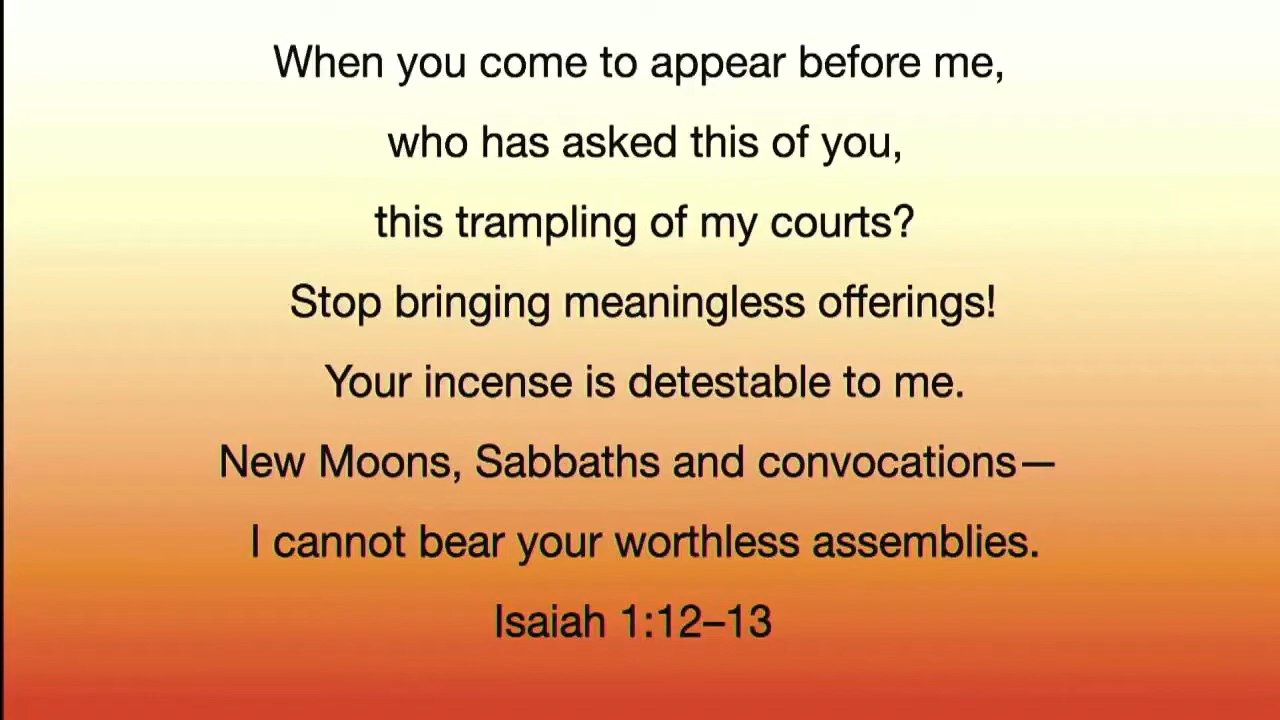 When you come to appear before me,
who has asked this of you,
this trampling of my courts?
Stop bringing meaningless offerings!
Your incense is detestable to me.
New Moons, Sabbaths and convocations—
I cannot bear your worthless assemblies.
Isaiah 1:12–13